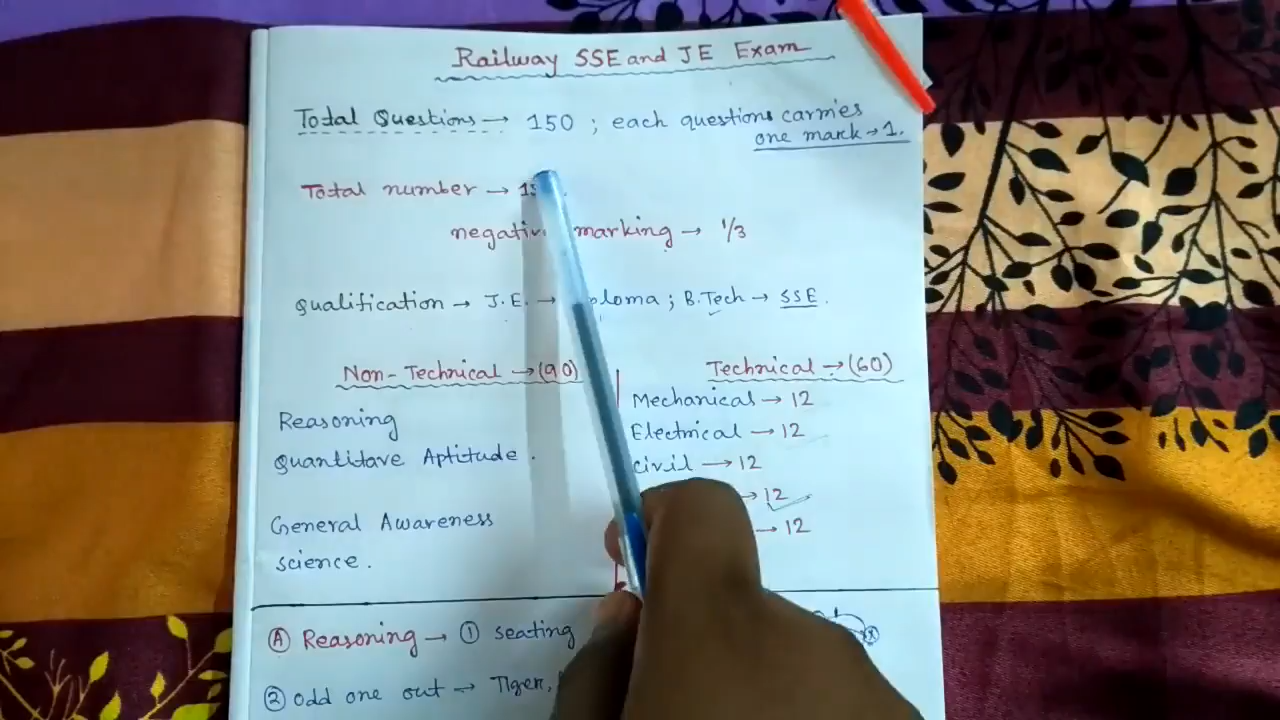 Railway SSE and JE Exam
Total Questions → 150 ; each questions carries
one mark → 1.
Total number →
negative marking → 1/3
Qualification → J.E. → ; B.Tech → SSE.
Non-Technical → (90)
Reasoning
Quantitave Aptitude.
General Awareness
science.
Technical → (60)
Mechanical → 12
Electrical → 12
civil → 12
→ 12
→ 12
Ⓐ Reasoning → ① seating
② odd one out → Tiger,